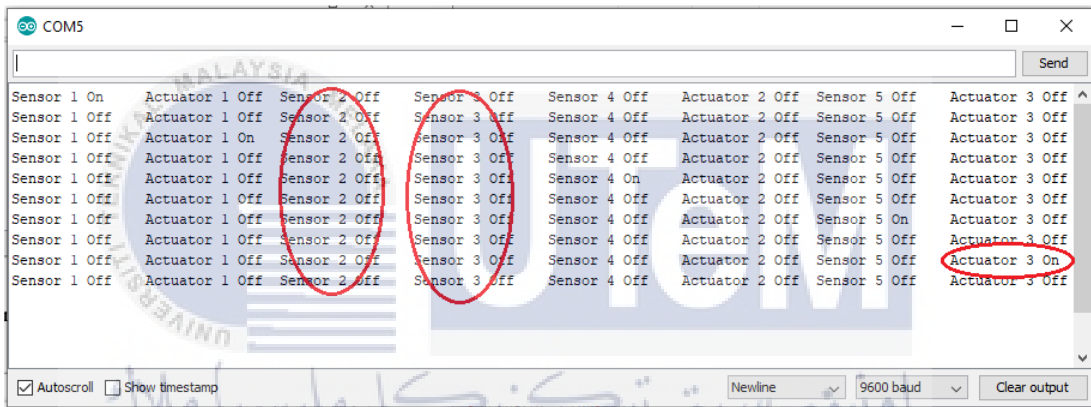 COM5
Send
Sensor 1 On Actuator 1 Off Sensor 2 Off Sensor 3 Off Sensor 4 Off Actuator 2 Off Sensor 5 Off Actuator 3 Off
Sensor 1 Off Actuator 1 Off Sensor 2 Off Sensor 3 Off Sensor 4 Off Actuator 2 Off Sensor 5 Off Actuator 3 Off
Sensor 1 Off Actuator 1 On Sensor 2 Off Sensor 3 Off Sensor 4 Off Actuator 2 Off Sensor 5 Off Actuator 3 Off
Sensor 1 Off Actuator 1 Off Sensor 2 Off Sensor 3 Off Sensor 4 Off Actuator 2 Off Sensor 5 Off Actuator 3 Off
Sensor 1 Off Actuator 1 Off Sensor 2 Off Sensor 3 Off Sensor 4 On Actuator 2 Off Sensor 5 Off Actuator 3 Off
Sensor 1 Off Actuator 1 Off Sensor 2 Off Sensor 3 Off Sensor 4 Off Actuator 2 Off Sensor 5 Off Actuator 3 Off
Sensor 1 Off Actuator 1 Off Sensor 2 Off Sensor 3 Off Sensor 4 Off Actuator 2 Off Sensor 5 On Actuator 3 Off
Sensor 1 Off Actuator 1 Off Sensor 2 Off Sensor 3 Off Sensor 4 Off Actuator 2 Off Sensor 5 Off Actuator 3 Off
Sensor 1 Off Actuator 1 Off Sensor 2 Off Sensor 3 Off Sensor 4 Off Actuator 2 Off Sensor 5 Off Actuator 3 On
Sensor 1 Off Actuator 1 Off Sensor 2 Off Sensor 3 Off Sensor 4 Off Actuator 2 Off Sensor 5 Off Actuator 3 Off
UTeM
Autoscroll Show timestamp Newline 9600 baud Clear output